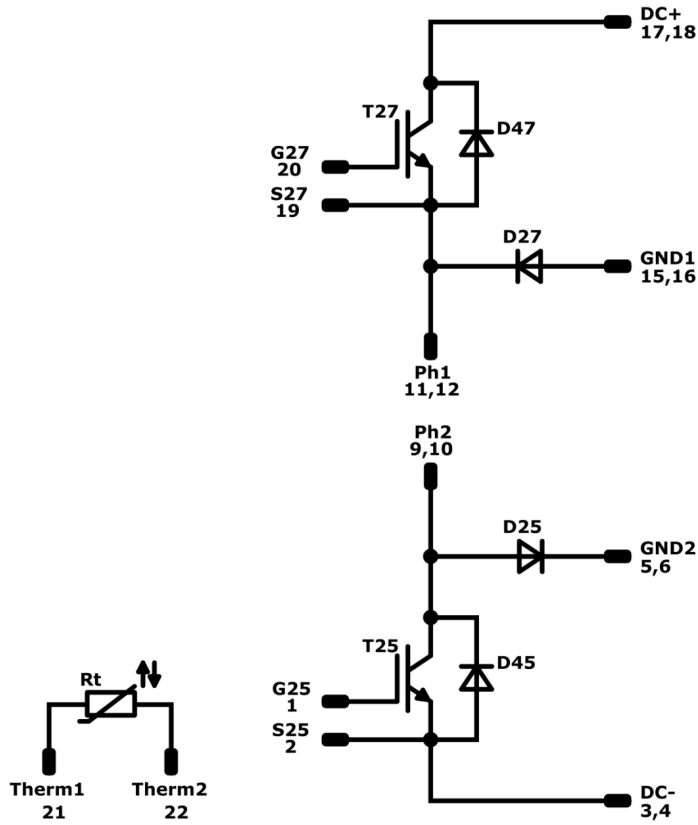 DC+
17,18
T27
D47
G27
20
S27
19
D27
GND1
15,16
Ph1
11,12
Ph2
9,10
D25
GND2
5,6
T25
D45
G25
1
S25
2
Rt
Therm1
21
Therm2
22
DC-
3,4